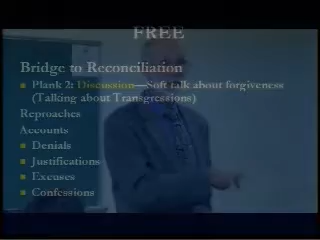 FREE
Bridge to Reconciliation
Plank 2: Discussion—Soft talk about forgiveness
(Talking about Transgressions)
Reproaches
Accounts
Denials
Justifications
Excuses
Confessions